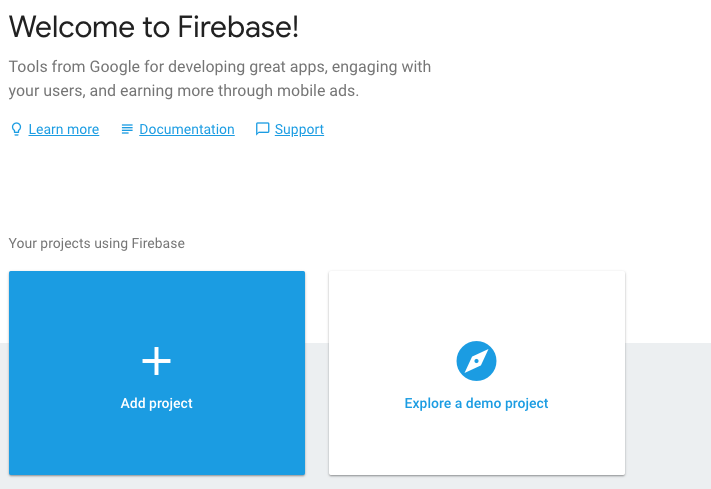 Welcome to Firebase!
Tools from Google for developing great apps, engaging with
your users, and earning more through mobile ads.
Learn more Documentation Support
Your projects using Firebase
Add project Explore a demo project